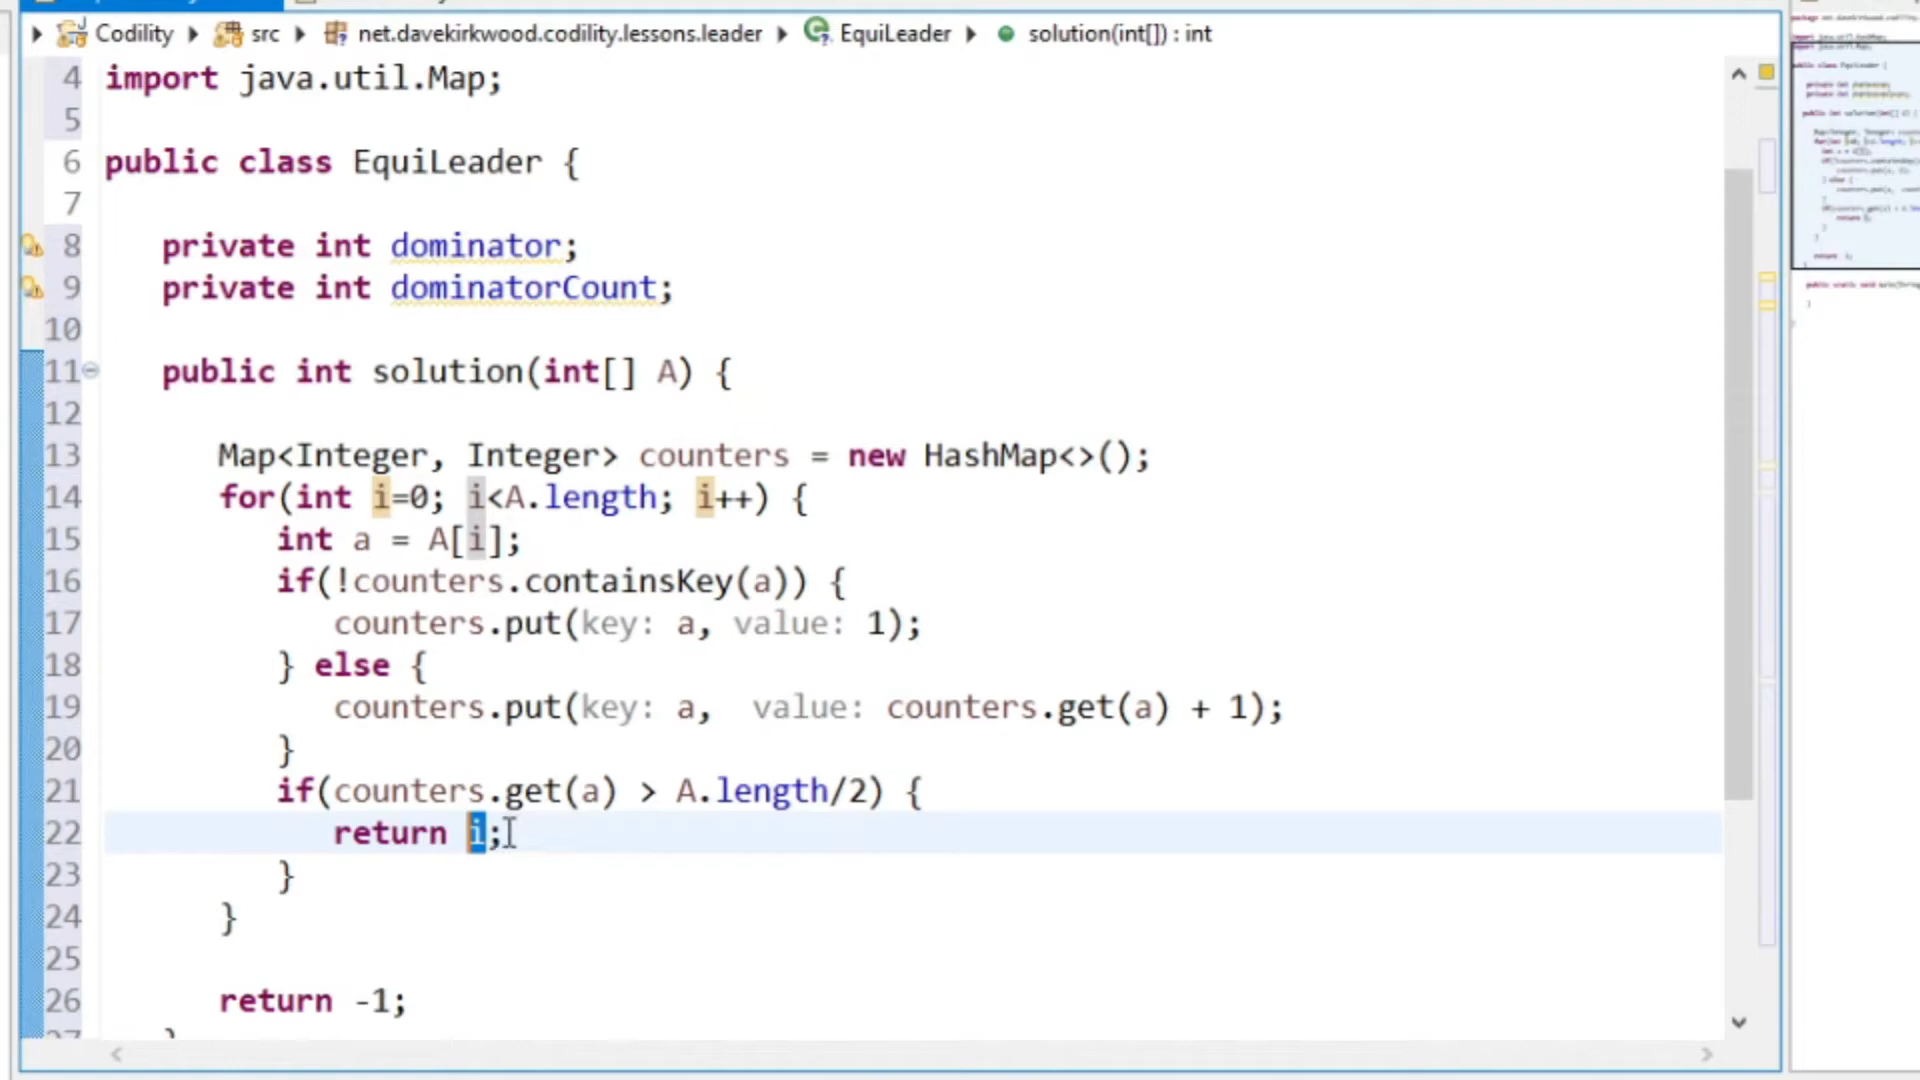 Codility src net.davekirkwood.codility.lessons.leader EquiLeader solution(int[]) : int
4 import java.util.Map;
5
6 public class EquiLeader {
7
8 private int dominator;
9 private int dominatorCount;
10
11 public int solution(int[] A) {
12
13 Map<Integer, Integer> counters = new HashMap<>();
14 for(int i=0; i<A.length; i++) {
15 int a = A[i];
16 if(!counters.containsKey(a)) {
17 counters.put(key: a, value: 1);
18 } else {
19 counters.put(key: a,  value: counters.get(a) + 1);
20 }
21 if(counters.get(a) > A.length/2) {
22 return i;
23 }
24 }
25
26 return -1;